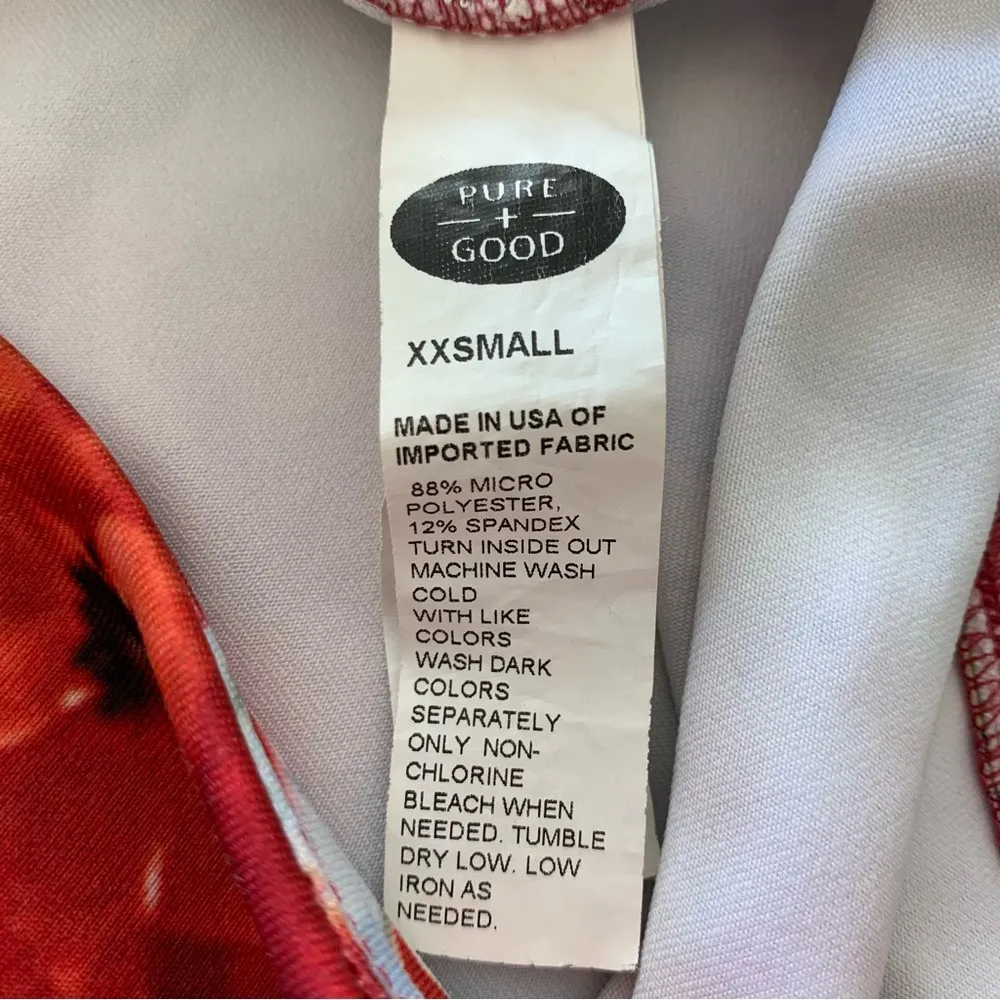 PURE
+
GOOD
XXSMALL
MADE IN USA OF
IMPORTED FABRIC
88% MICRO
POLYESTER,
12% SPANDEX
TURN INSIDE OUT
MACHINE WASH
COLD
WITH LIKE
COLORS
WASH DARK
COLORS
SEPARATELY
ONLY NON-
CHLORINE
BLEACH WHEN
NEEDED. TUMBLE
DRY LOW. LOW
IRON AS
NEEDED.